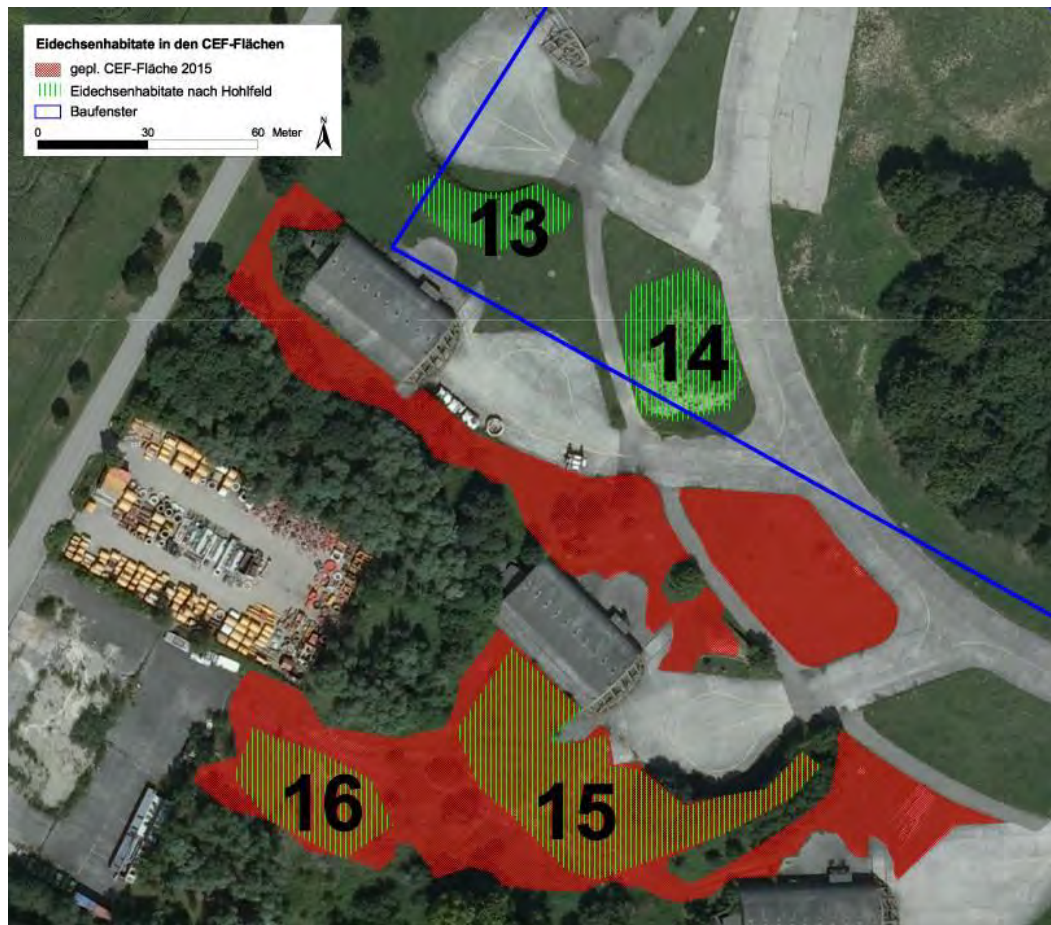 Eidechsenhabitate in den CEF-Flächen
gepl. CEF-Fläche 2015
Eidechsenhabitate nach Hohlfeld
Baufenster
0 30 60 Meter N
13
14
15
16